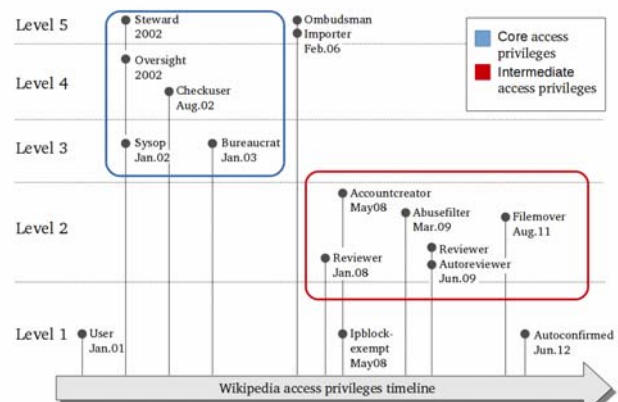 Level 5
Steward
2002
Ombudsman
Importer
Feb.06
Core access
privileges
Intermediate
access privileges
Level 4
Oversight
2002
Checkuser
Aug.02
Level 3
Sysop
Jan.02
Bureaucrat
Jan.03
Level 2
Accountcreator
May08
Abusefilter
Mar.09
Filemover
Aug.11
Reviewer
Jan.08
Reviewer
Autoreviewer
Jun.09
Level 1
User
Jan.01
Ipblock-
exempt
May08
Autoconfirmed
Jun.12
Wikipedia access privileges timeline